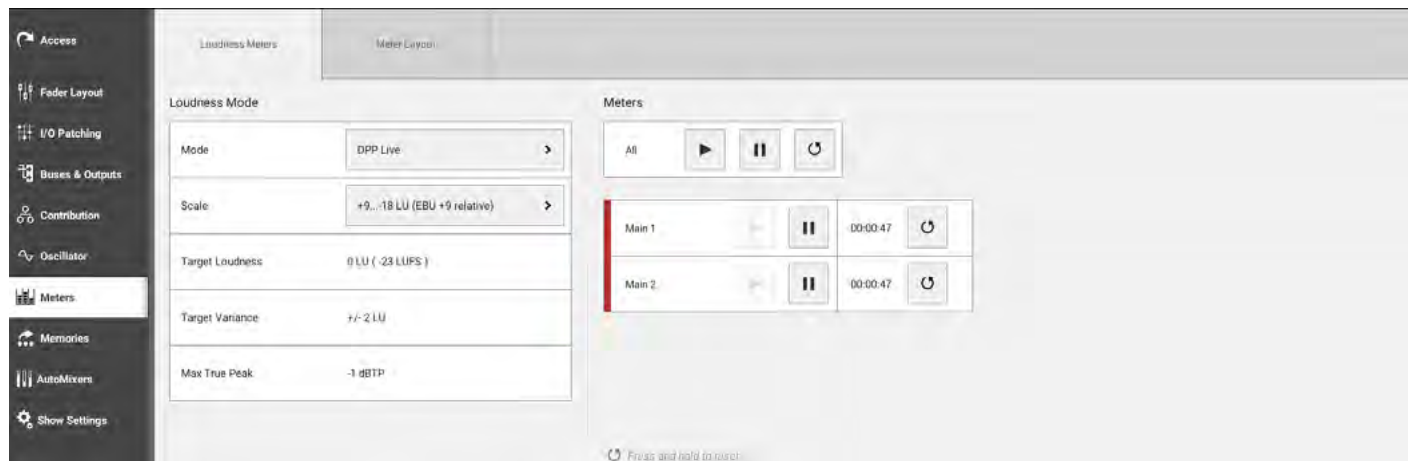 Access
Fader Layout
I/O Patching
Buses & Outputs
Contribution
Oscillator
Meters
Memories
AutoMixers
Show Settings
Loudness Meters
Meter Layout
Loudness Mode
Mode
DPP Live
Scale
+9...-18 LU (EBU +9 relative)
Target Loudness
0 LU ( -23 LUFS )
Target Variance
+/- 2 LU
Max True Peak
-1 dBTP
Meters
All
Main 1
00:00:47
Main 2
00:00:47
Press and hold to reset